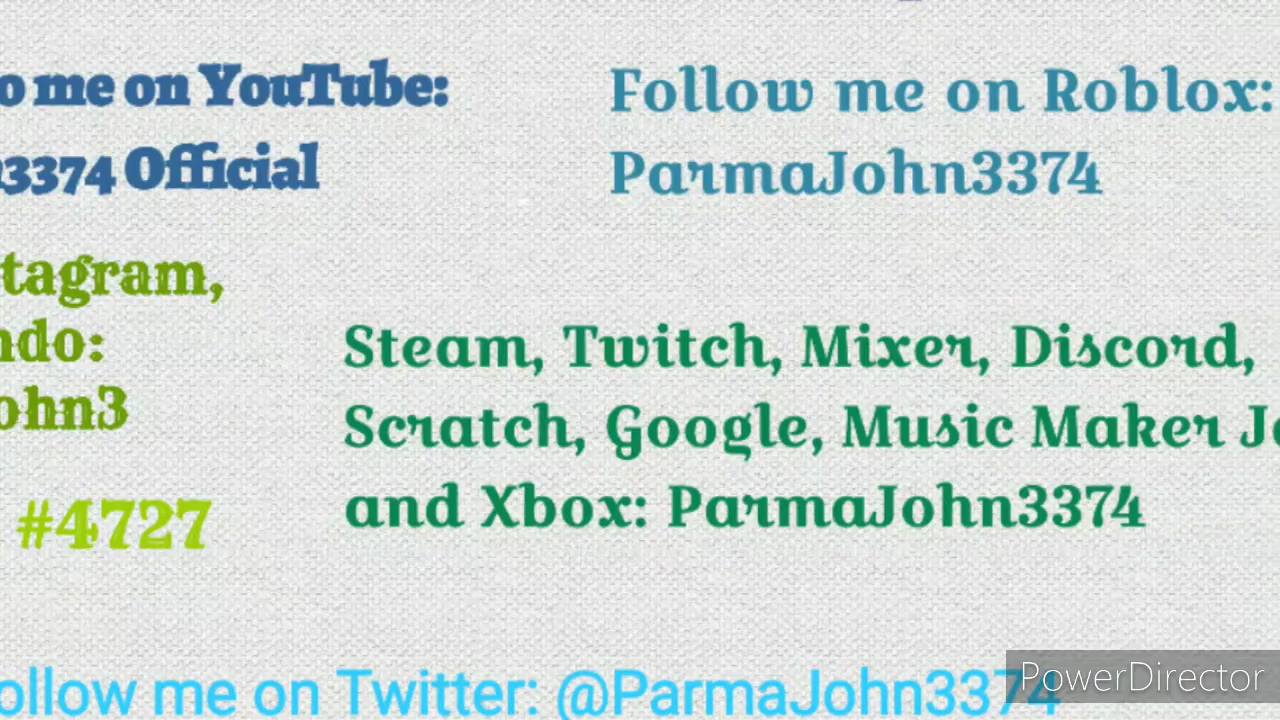 o me on YouTube:
3374 Official
Follow me on Roblox:
ParmaJohn3374
tagram,
ndo:
ohn3
#4727
Steam, Twitch, Mixer, Discord,
Scratch, Google, Music Maker J
and Xbox: ParmaJohn3374
ollow me on Twitter: @ParmaJohn3374
PowerDirector